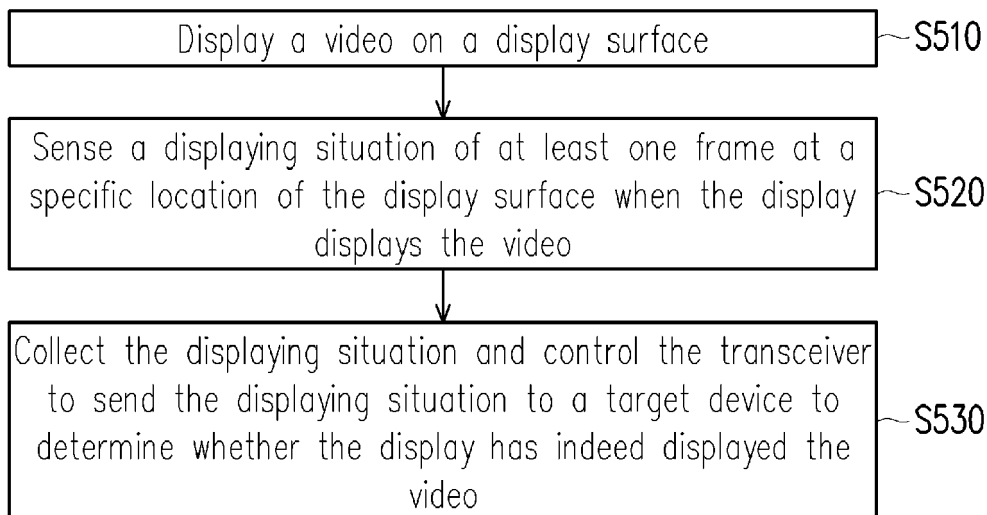 Display a video on a display surface
S510
Sense a displaying situation of at least one frame at a
specific location of the display surface when the display
displays the video
S520
Collect the displaying situation and control the transceiver
to send the displaying situation to a target device to
determine whether the display has indeed displayed the
video
S530